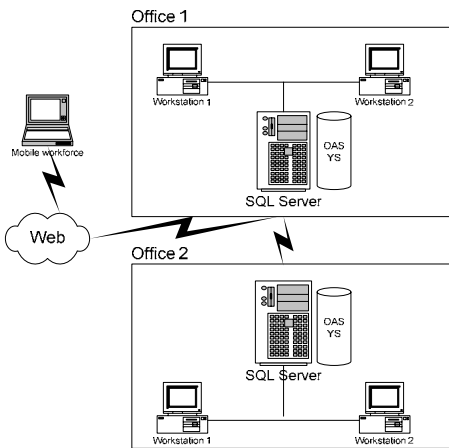 Office 1
Workstation 1
Workstation 2
Mobile workforce
OAS
YS
SQL Server
Web
Office 2
OAS
YS
SQL Server
Workstation 1
Workstation 2